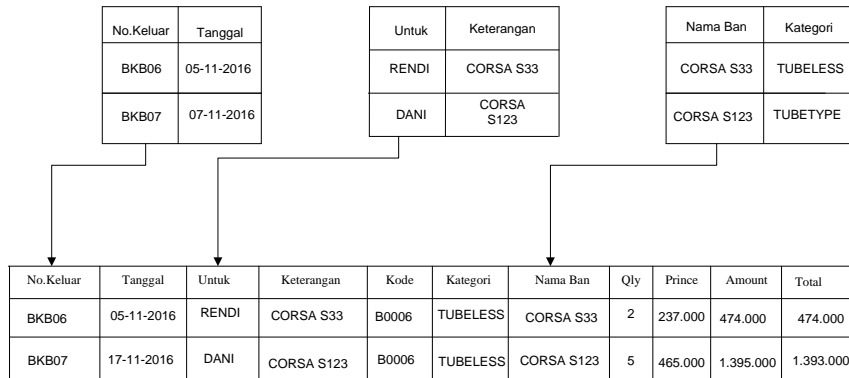 No.Keluar Tanggal
BKB06 05-11-2016
BKB07 07-11-2016
Untuk Keterangan
RENDI CORSA S33
DANI CORSA
S123
Nama Ban Kategori
CORSA S33 TUBELESS
CORSA S123 TUBETYPE
No.Keluar Tanggal Untuk Keterangan Kode Kategori Nama Ban Qly Prince Amount Total
BKB06 05-11-2016 RENDI CORSA S33 B0006 TUBELESS CORSA S33 2 237.000 474.000 474.000
BKB07 17-11-2016 DANI CORSA S123 B0006 TUBELESS CORSA S123 5 465.000 1.395.000 1.393.000